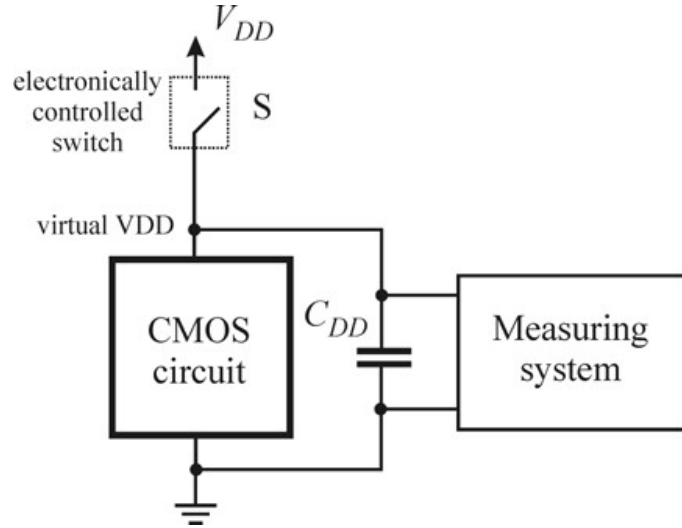 V_DD
electronically
controlled
switch
S
virtual VDD
CMOS
circuit
C_DD
Measuring
system